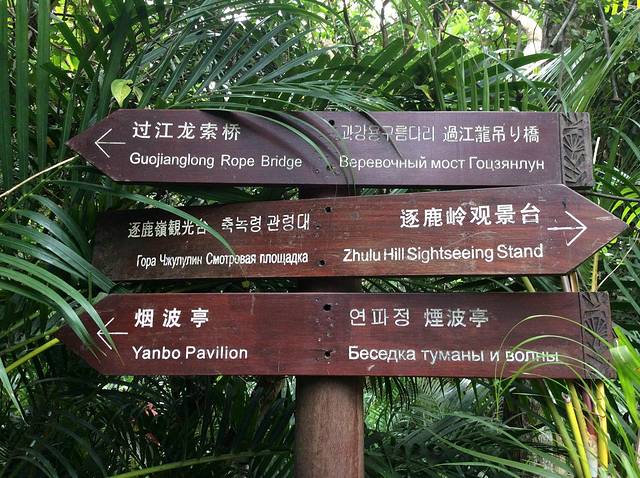 过江龙索桥
Guojianglong Rope Bridge
과강용구름다리 過江龍吊り橋
Веревочный мост Гоцзянлун
逐鹿嶺観光台 축녹령 관령대
Гора Чжулулин Смотровая площадка
逐鹿岭观景台
Zhulu Hill Sightseeing Stand
烟波亭
Yanbo Pavilion
연파정 煙波亭
Беседка туманы и волны